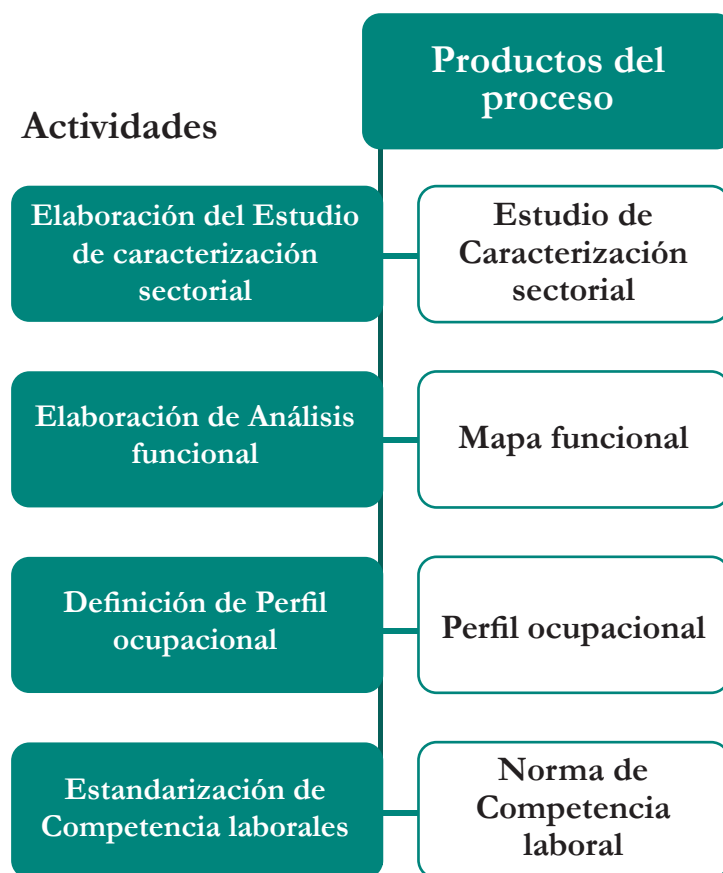 Productos del
proceso
Actividades
Elaboración del Estudio
de caracterización
sectorial
Estudio de
Caracterización
sectorial
Elaboración de Análisis
funcional
Mapa funcional
Definición de Perfil
ocupacional
Perfil ocupacional
Estandarización de
Competencia laborales
Norma de
Competencia
laboral